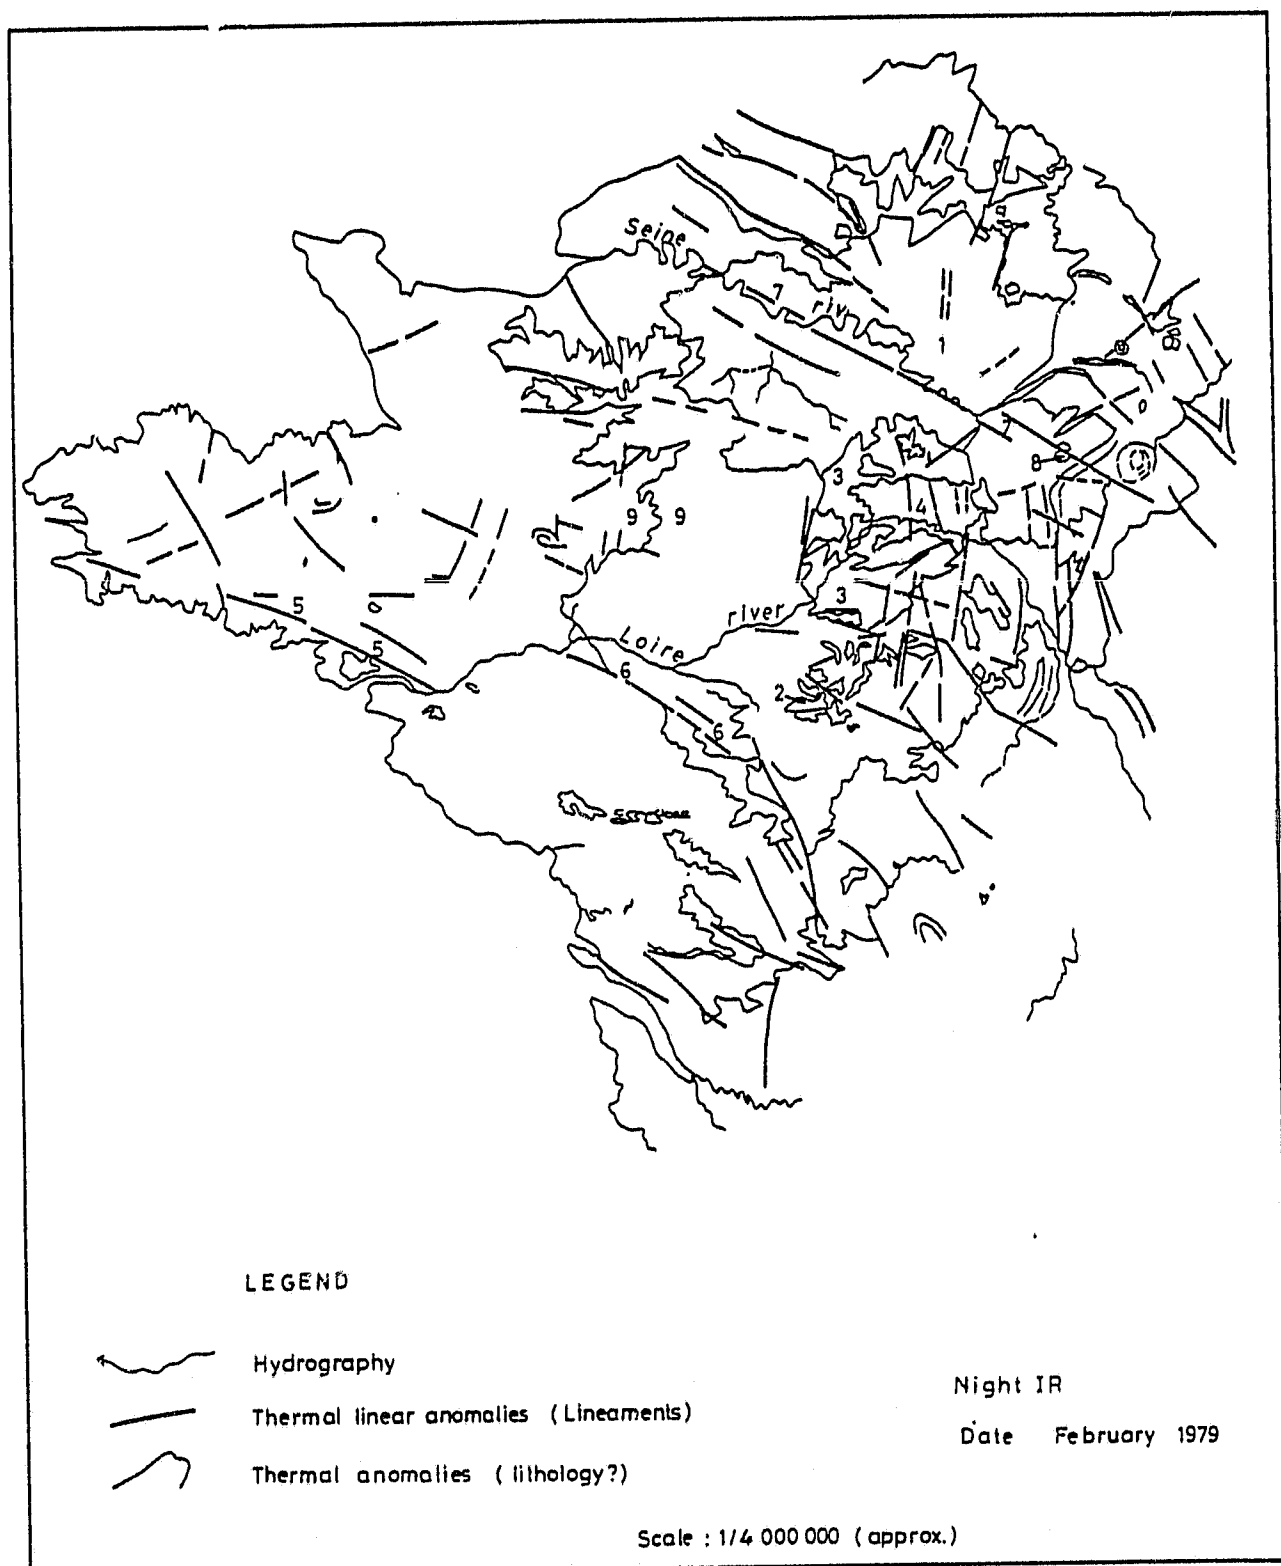 Seine
riv
7
1
7
3
8
4
9 9
5
3
river
Loire
5
6
2
6
LEGEND
Hydrography
Thermal linear anomalies (Lineaments)
Thermal anomalies (lithology?)
Night IR
Date February 1979
Scale : 1/4 000 000 (approx.)